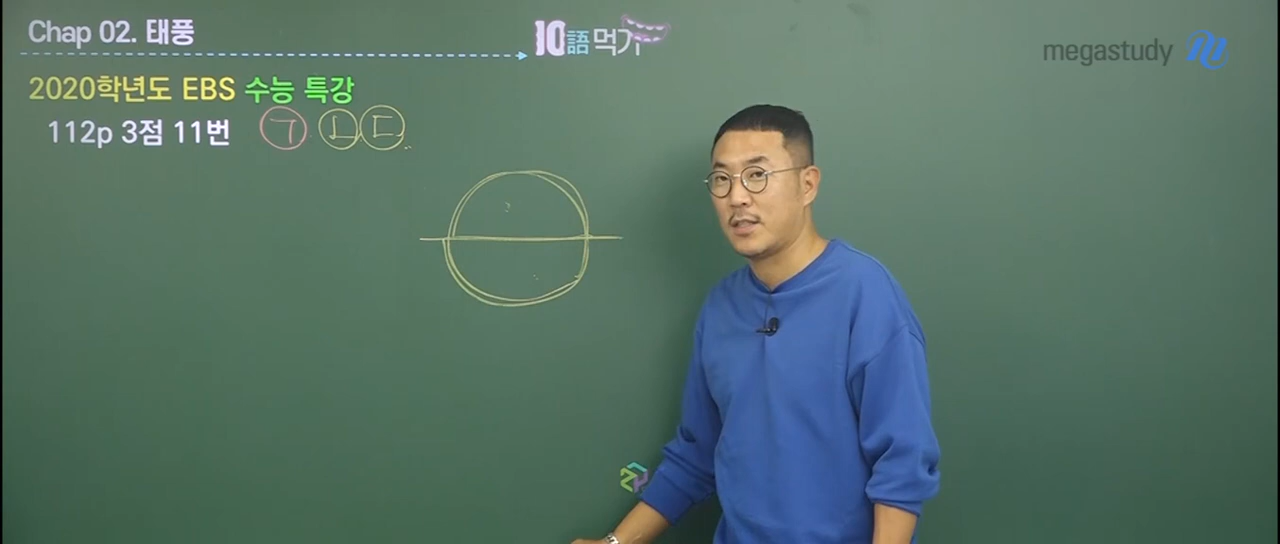 Chap 02. 태풍
10語먹기
megastudy
2020학년도 EBS 수능 특강
112p 3점 11번 ㄱ ㄴ ㄷ